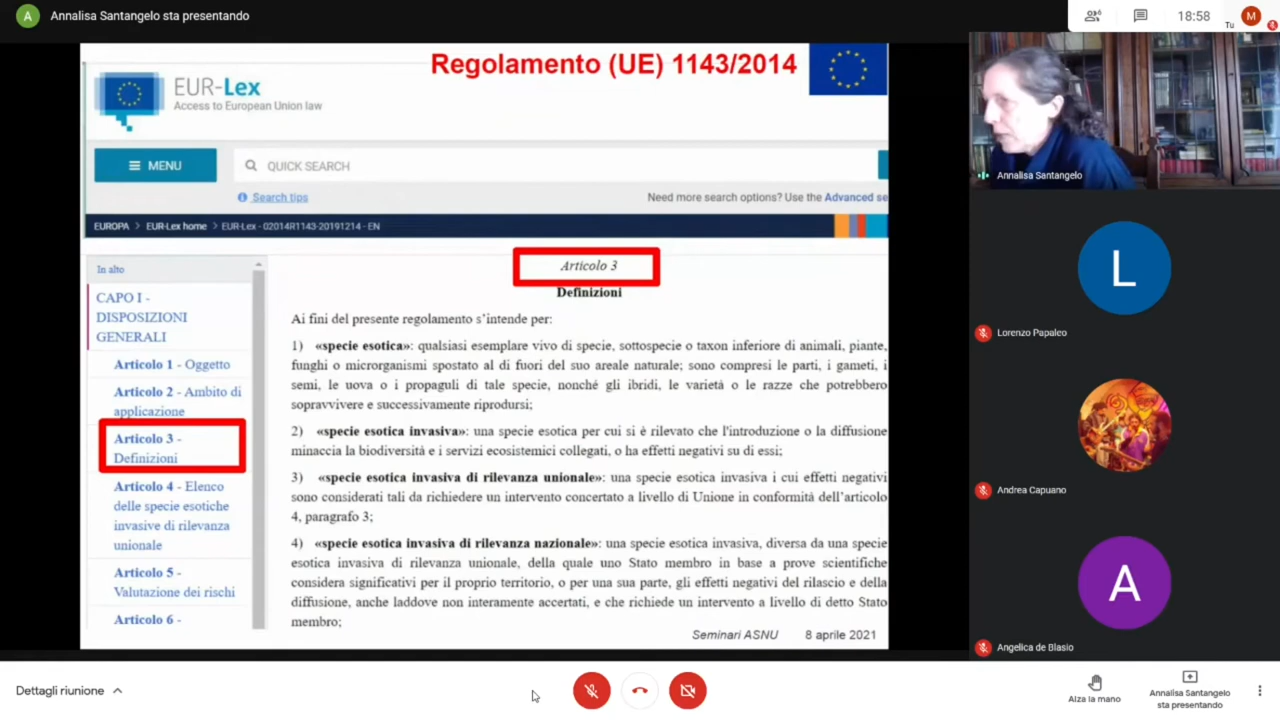 A
Annalisa Santangelo sta presentando
6
18:58
Tu
M
Regolamento (UE) 1143/2014
EUR-Lex
Access to European Union law
MENU
QUICK SEARCH
Search tips
Need more search options? Use the Advanced se
EUROPA > EUR-Lex home > EUR-Lex - 02014R1143-20191214 - EN
In alto
CAPO I -
DISPOSIZIONI
GENERALI
Articolo 1 - Oggetto
Articolo 2 - Ambito di
applicazione
Articolo 3 -
Definizioni
Articolo 4 - Elenco
delle specie esotiche
invasive di rilevanza
unionale
Articolo 5 -
Valutazione dei rischi
Articolo 6 -
Articolo 3
Definizioni
Ai fini del presente regolamento s'intende per:
1) «specie esotica»: qualsiasi esemplare vivo di specie, sottospecie o taxon inferiore di animali, piante,
funghi o microrganismi spostato al di fuori del suo areale naturale; sono compresi le parti, i gameti, i
semi, le uova o i propaguli di tale specie, nonché gli ibridi, le varietà o le razze che potrebbero
sopravvivere e successivamente riprodursi;
2) «specie esotica invasiva»: una specie esotica per cui si è rilevato che l'introduzione o la diffusione
minaccia la biodiversità e i servizi ecosistemici collegati, o ha effetti negativi su di essi;
3) «specie esotica invasiva di rilevanza unionale»: una specie esotica invasiva i cui effetti negativi
sono considerati tali da richiedere un intervento concertato a livello di Unione in conformità dell'articolo
4, paragrafo 3;
4) «specie esotica invasiva di rilevanza nazionale»: una specie esotica invasiva, diversa da una specie
esotica invasiva di rilevanza unionale, della quale uno Stato membro in base a prove scientifiche
considera significativi per il proprio territorio, o per una sua parte, gli effetti negativi del rilascio e della
diffusione, anche laddove non interamente accertati, e che richiede un intervento a livello di detto Stato
membro;
Seminari ASNU 8 aprile 2021
Annalisa Santangelo
L
Lorenzo Papaleo
Andrea Capuano
A
Angelica de Blasio
Dettagli riunione
Alza la mano
Annalisa Santangelo
sta presentando